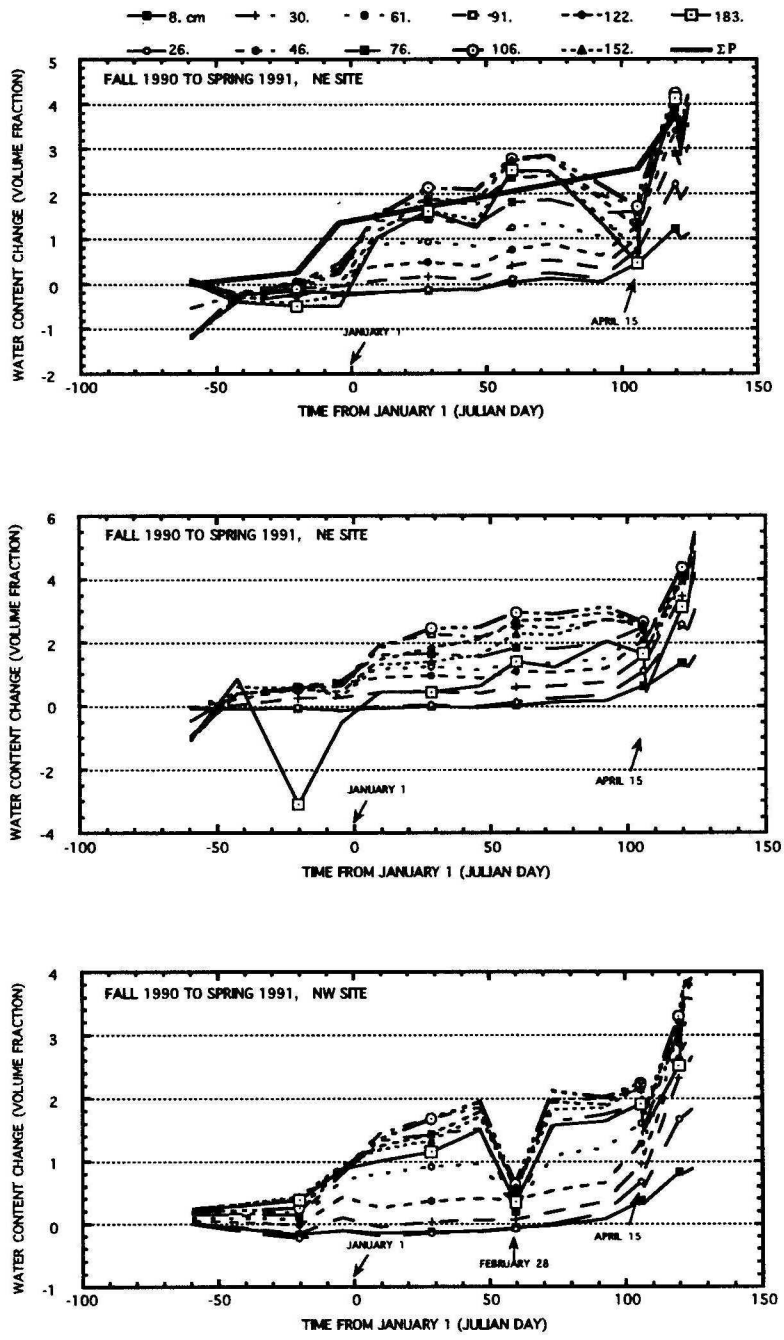 8. cm 30. 61. 91. 122. 183.
26. 46. 76. 106. 152. ΣP
WATER CONTENT CHANGE (VOLUME FRACTION)
5
4
3
2
1
0
-1
-2
FALL 1990 TO SPRING 1991, NE SITE
JANUARY 1
APRIL 15
-100 -50 0 50 100 150
TIME FROM JANUARY 1 (JULIAN DAY)
WATER CONTENT CHANGE (VOLUME FRACTION)
6
4
2
0
-2
-4
FALL 1990 TO SPRING 1991, NE SITE
JANUARY 1
APRIL 15
-100 -50 0 50 100 150
TIME FROM JANUARY 1 (JULIAN DAY)
WATER CONTENT CHANGE (VOLUME FRACTION)
4
3
2
1
0
-1
FALL 1990 TO SPRING 1991, NW SITE
JANUARY 1
FEBRUARY 28
APRIL 15
-100 -50 0 50 100 150
TIME FROM JANUARY 1 (JULIAN DAY)